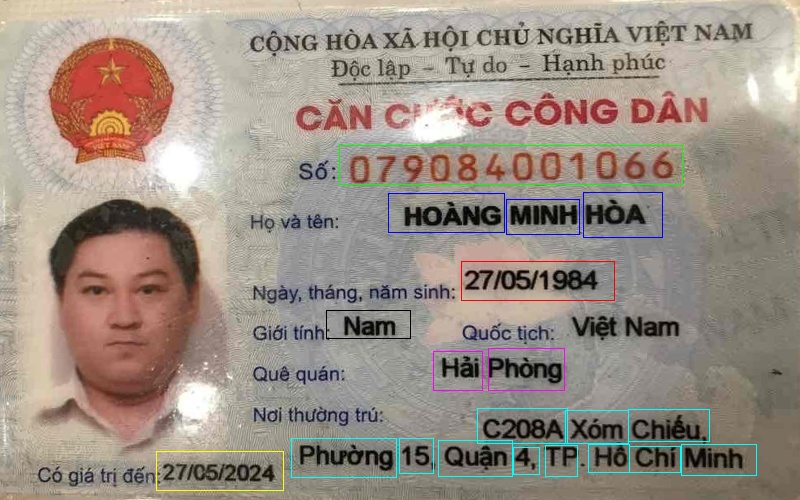 CỘNG HÒA XÃ HỘI CHỦ NGHĨA VIỆT NAM
Độc lập – Tự do – Hạnh phúc
CĂN CƯỚC CÔNG DÂN
Số: 079084001066
Họ và tên: HOÀNG MINH HÒA
Ngày, tháng, năm sinh: 27/05/1984
Giới tính: Nam Quốc tịch: Việt Nam
Quê quán: Hải Phòng
Nơi thường trú: C208A Xóm Chiếu,
Phường 15, Quận 4, TP. Hồ Chí Minh
Có giá trị đến: 27/05/2024